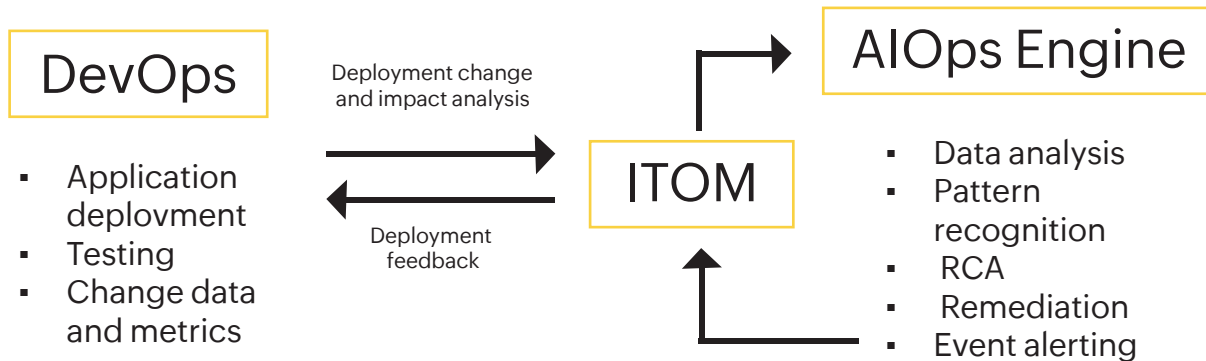 DevOps
▪ Application
deplovment
▪ Testing
▪ Change data
and metrics
Deployment change
and impact analysis
Deployment
feedback
ITOM
AIOps Engine
▪ Data analysis
▪ Pattern
recognition
▪ RCA
▪ Remediation
▪ Event alerting